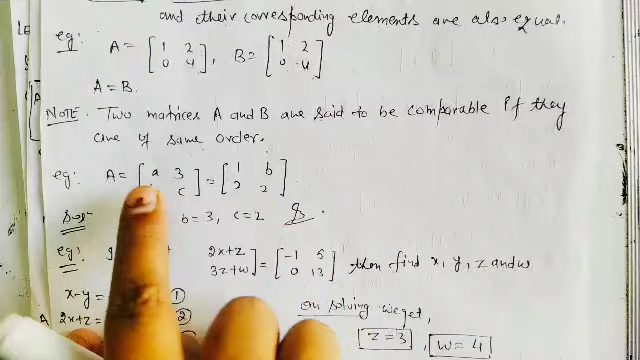 and their corresponding elements are also equal.
eg: A = [1 2 0 4], B = [1 2 0 4]
A = B.
NOTE. Two matrices A and B are said to be comparable if they
are of same order.
eg: A = [a 3 c] = [1 b 2 2]
b = 3, c = 2
eg: 2x+z 3z+w] = [-1 5 0 13] then find x, y, z and w
x-y= ①
on solving we get,
2x+z= ②
z = 3, w = 4